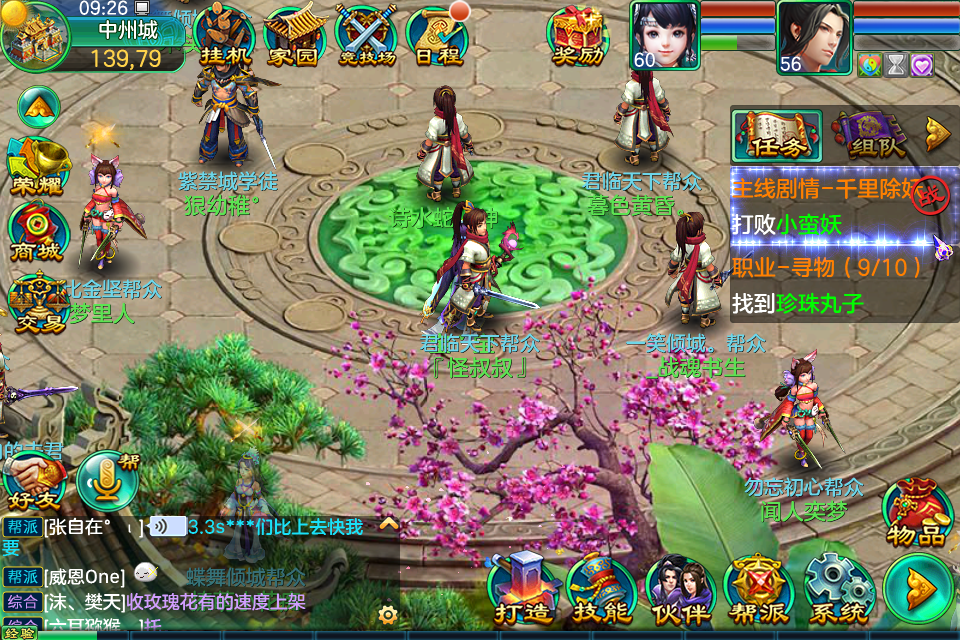 09:26
中州城
139,79
挂机
家园
竞技场
日程
奖励
60
56
任务
组队
荣耀
商城
交易
主线剧情-千里除妖
战
打败小蛮妖
职业-寻物(9/10)
找到珍珠丸子
紫禁城学徒
狠幼稚°
君临天下帮众
暮色黄昏。
比金坚帮众
梦里人
君临天下帮众
『怪叔叔』
一笑倾城。帮众
战魂书生
勿忘初心帮众
闻人奕梦
好友
帮
物品
帮派 [张自在° 3.3s***们比上去快我
要
帮派 [威恩One]
蝶舞倾城帮众
综合 [沫、樊天]收玫瑰花有的速度上架
综合 [六耳猕猴
经验
打造
技能
伙伴
帮派
系统